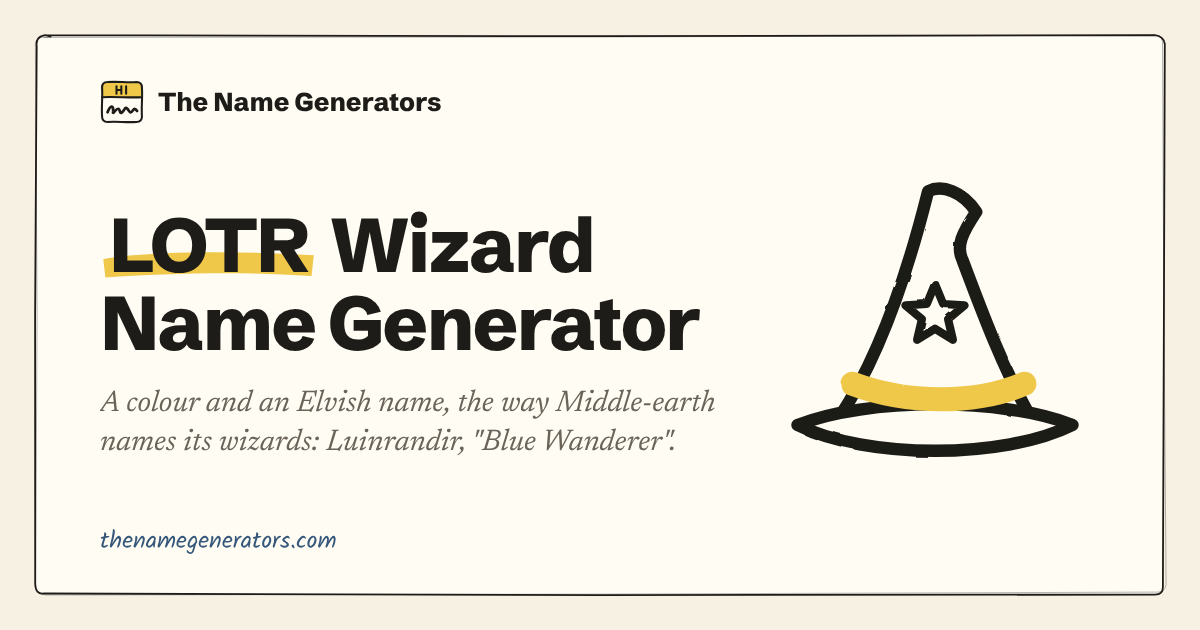 HI
The Name Generators
LOTR Wizard
Name Generator
A colour and an Elvish name, the way Middle-earth
names its wizards: Luinrandir, "Blue Wanderer".
thenamegenerators.com